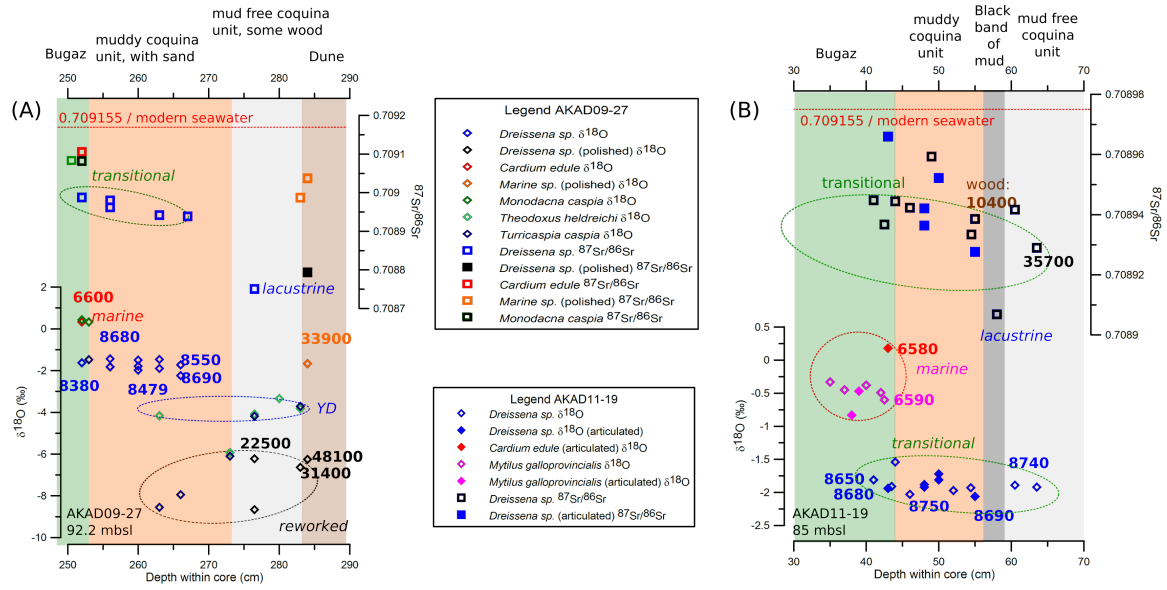 mud free coquina
unit, some wood
muddy coquina
unit, with sand
Bugaz
Dune
250 260 270 280 290
(A)
0.709155 / modern seawater
transitional
lacustrine
0.7092
0.7091
0.709
0.7089
0.7088
0.7087
87Sr/86Sr
2
0
-2
-4
-6
-8
-10
δ18O (‰)
6600
marine
8680
8380
8479
8550
8690
33900
YD
22500
48100
31400
reworked
AKAD09-27
92.2 mbsl
250 260 270 280 290
Depth within core (cm)
Legend AKAD09-27
Dreissena sp. δ18O
Dreissena sp. (polished) δ18O
Cardium edule δ18O
Marine sp. (polished) δ18O
Monodacna caspia δ18O
Theodoxus heldreichi δ18O
Turricaspia caspia δ18O
Dreissena sp. 87Sr/86Sr
Dreissena sp. (polished) 87Sr/86Sr
Cardium edule 87Sr/86Sr
Marine sp. (polished) 87Sr/86Sr
Monodacna caspia 87Sr/86Sr
Legend AKAD11-19
Dreissena sp. δ18O
Dreissena sp. δ18O (articulated)
Cardium edule (articulated) δ18O
Mytilus galloprovincialis δ18O
Mytilus galloprovincialis (articulated) δ18O
Dreissena sp. 87Sr/86Sr
Dreissena sp. (articulated) 87Sr/86Sr
Bugaz
muddy
coquina
unit
Black
band
of
mud
mud free
coquina
unit
30 40 50 60 70
(B)
0.709155 / modern seawater
transitional
wood:
10400
35700
lacustrine
0.70898
0.70896
0.70894
0.70892
0.7089
87Sr/86Sr
0.5
0
-0.5
-1
-1.5
-2
-2.5
δ18O (‰)
6580
marine
6590
transitional
8650
8680
8750
8690
8740
AKAD11-19
85 mbsl
30 40 50 60 70
Depth within core (cm)